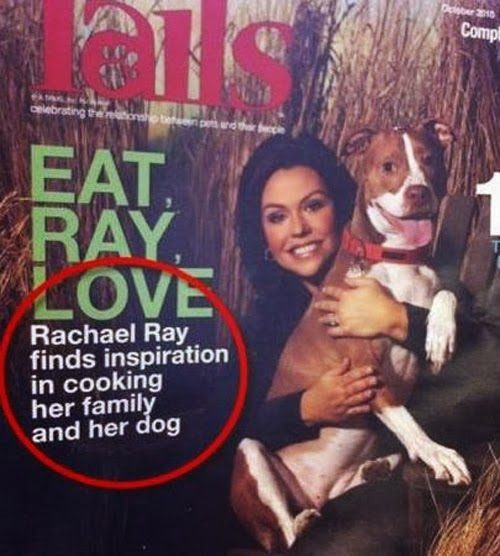 October 2010
Compl
Tails
celebrating the relationship between pets and their people
EAT,
RAY,
LOVE
Rachael Ray
finds inspiration
in cooking
her family
and her dog
1